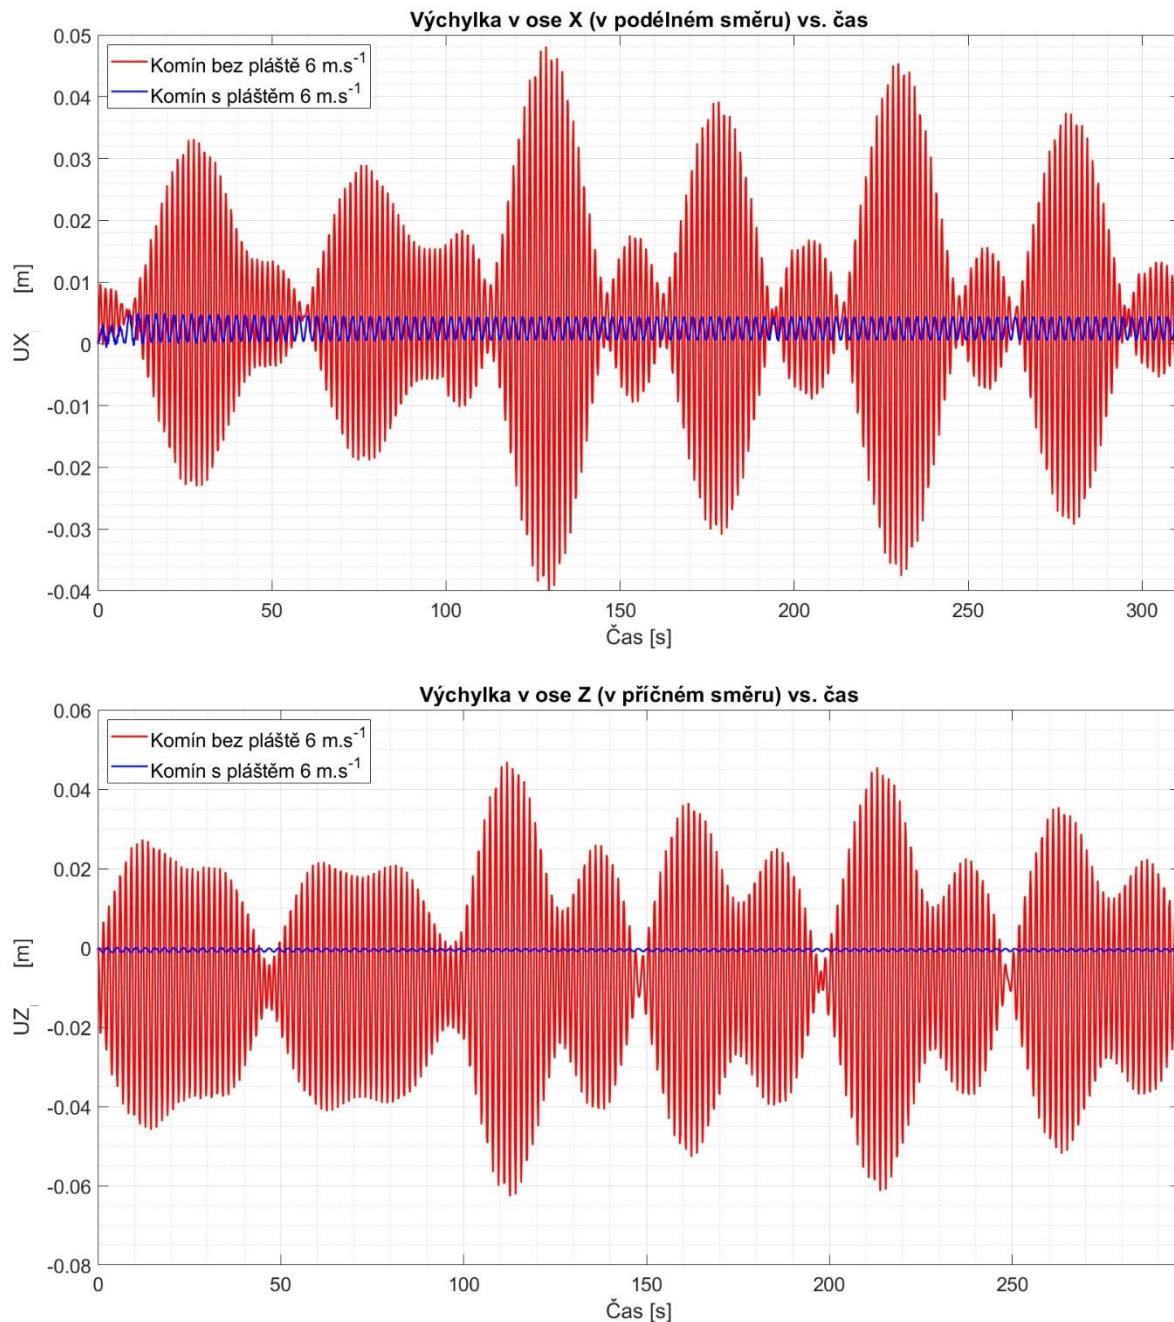 Výchylka v ose X (v podélném směru) vs. čas
Komín bez pláště 6 m.s⁻¹
Komín s pláštěm 6 m.s⁻¹
0.05
0.04
0.03
0.02
0.01
0
-0.01
-0.02
-0.03
-0.04
UX [m]
0 50 100 150 200 250 300
Čas [s]
Výchylka v ose Z (v příčném směru) vs. čas
Komín bez pláště 6 m.s⁻¹
Komín s pláštěm 6 m.s⁻¹
0.06
0.04
0.02
0
-0.02
-0.04
-0.06
-0.08
UZ [m]
0 50 100 150 200 250
Čas [s]